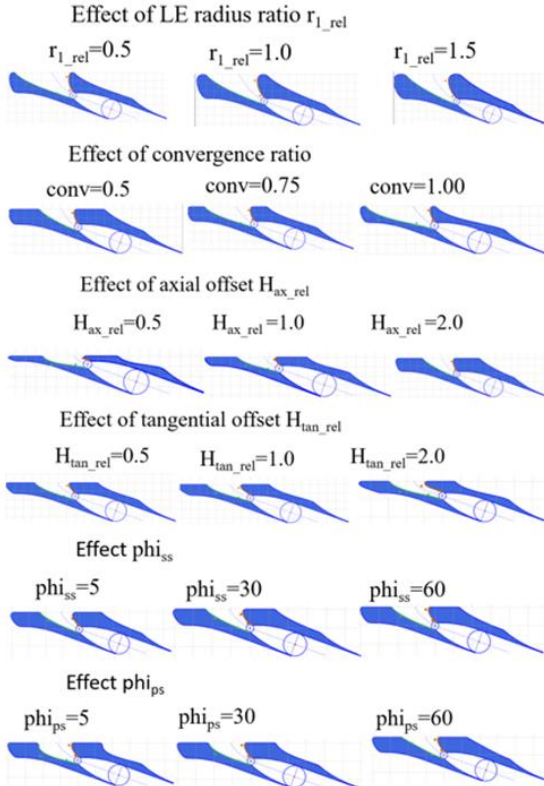 Effect of LE radius ratio r1_rel
r1_rel=0.5 r1_rel=1.0 r1_rel=1.5
Effect of convergence ratio
conv=0.5 conv=0.75 conv=1.00
Effect of axial offset Hax_rel
Hax_rel=0.5 Hax_rel=1.0 Hax_rel=2.0
Effect of tangential offset Htan_rel
Htan_rel=0.5 Htan_rel=1.0 Htan_rel=2.0
Effect phiss
phiss=5 phiss=30 phiss=60
Effect phips
phips=5 phips=30 phips=60